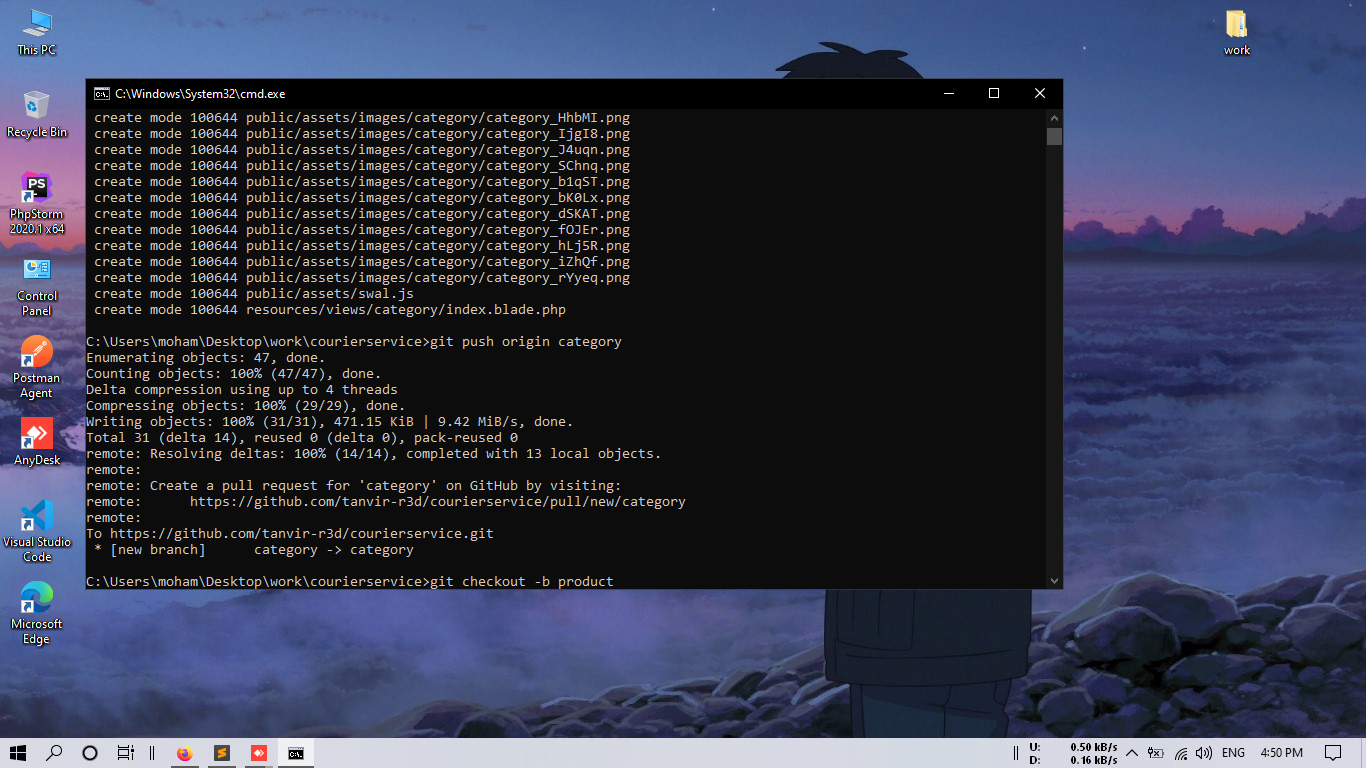 This PC
Recycle Bin
PS
PhpStorm
2020.1 x64
Control
Panel
Postman
Agent
AnyDesk
Visual Studio
Code
Microsoft
Edge
work
C:\Windows\System32\cmd.exe
create mode 100644 public/assets/images/category/category_HhbMI.png
create mode 100644 public/assets/images/category/category_IjgI8.png
create mode 100644 public/assets/images/category/category_J4uqn.png
create mode 100644 public/assets/images/category/category_SChnq.png
create mode 100644 public/assets/images/category/category_b1qST.png
create mode 100644 public/assets/images/category/category_bK0Lx.png
create mode 100644 public/assets/images/category/category_dSKAT.png
create mode 100644 public/assets/images/category/category_fOJEr.png
create mode 100644 public/assets/images/category/category_hLj5R.png
create mode 100644 public/assets/images/category/category_iZhQf.png
create mode 100644 public/assets/images/category/category_rYyeq.png
create mode 100644 public/assets/swal.js
create mode 100644 resources/views/category/index.blade.php
C:\Users\moham\Desktop\work\courierservice>git push origin category
Enumerating objects: 47, done.
Counting objects: 100% (47/47), done.
Delta compression using up to 4 threads
Compressing objects: 100% (29/29), done.
Writing objects: 100% (31/31), 471.15 KiB | 9.42 MiB/s, done.
Total 31 (delta 14), reused 0 (delta 0), pack-reused 0
remote: Resolving deltas: 100% (14/14), completed with 13 local objects.
remote:
remote: Create a pull request for 'category' on GitHub by visiting:
remote:      https://github.com/tanvir-r3d/courierservice/pull/new/category
remote:
To https://github.com/tanvir-r3d/courierservice.git
* [new branch]      category -> category
C:\Users\moham\Desktop\work\courierservice>git checkout -b product
U: 0.50 kB/s
D: 0.16 kB/s
ENG
4:50 PM